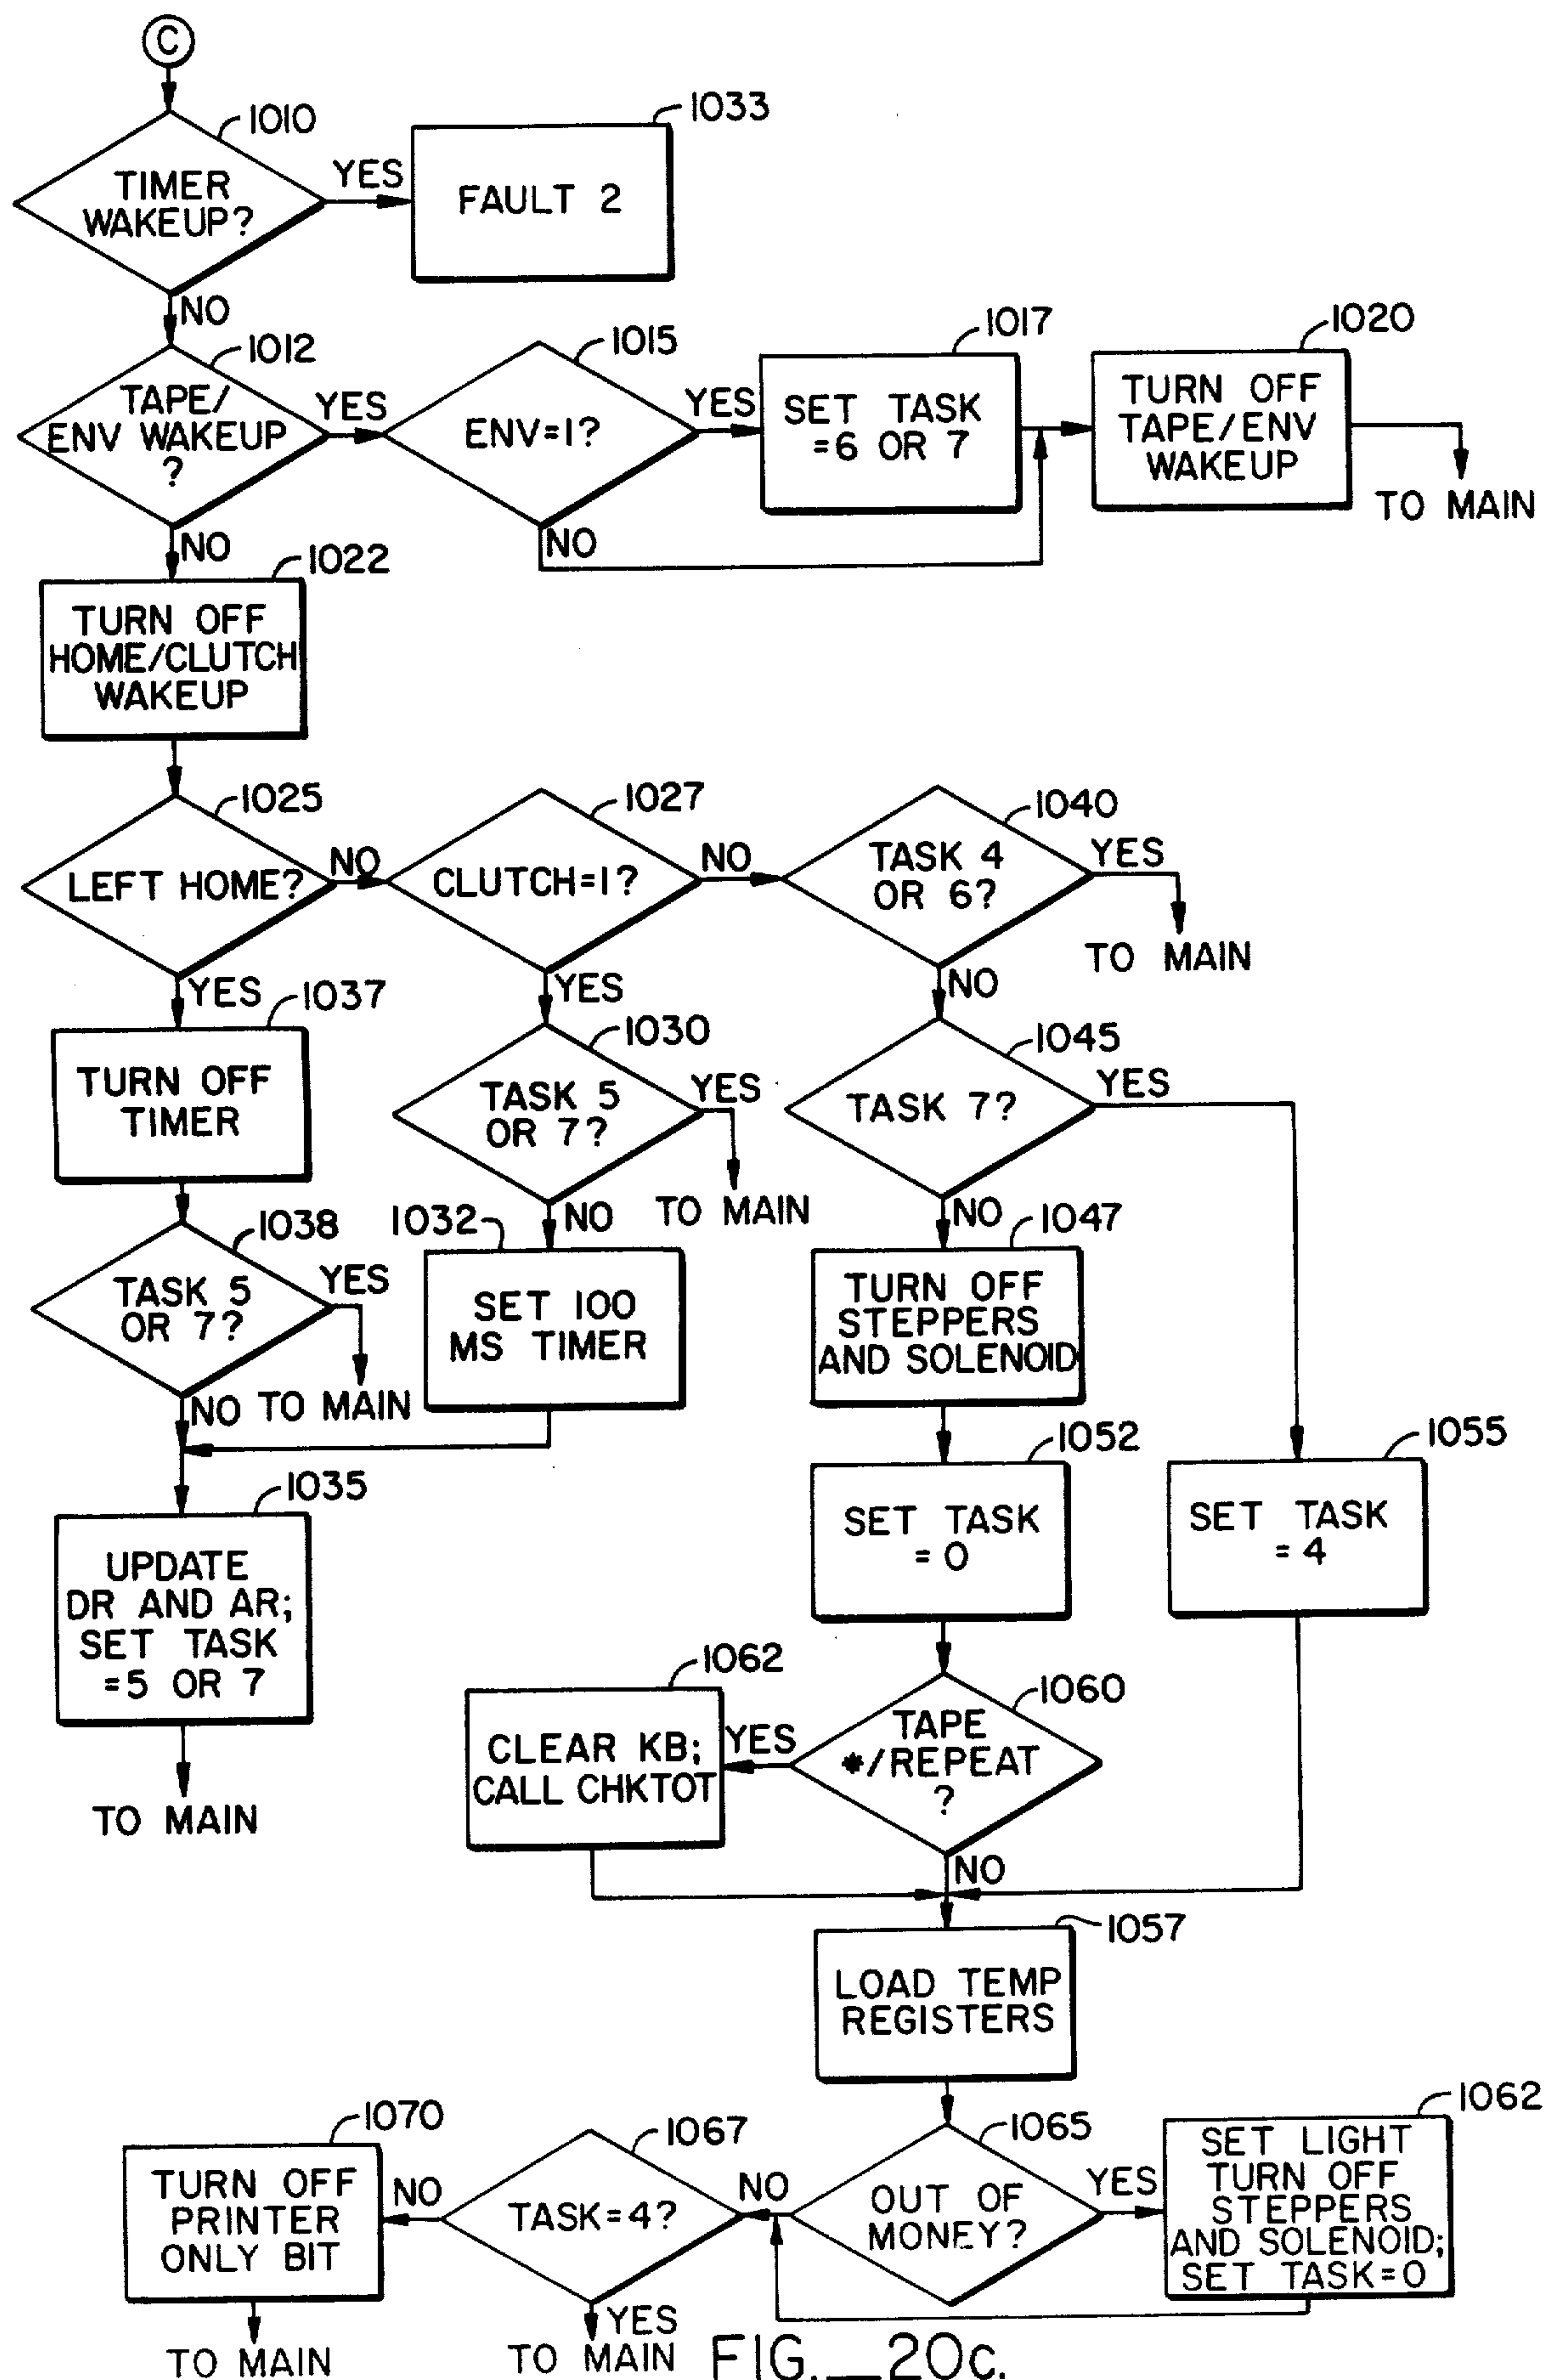 C
1010
TIMER
WAKEUP?
YES
1033
FAULT 2
NO
1012
TAPE/
ENV WAKEUP
?
YES
1015
ENV=1?
YES
1017
SET TASK
=6 OR 7
1020
TURN OFF
TAPE/ENV
WAKEUP
TO MAIN
NO
NO
1022
TURN OFF
HOME/CLUTCH
WAKEUP
1025
LEFT HOME?
NO
1027
CLUTCH=1?
NO
1040
TASK 4
OR 6?
YES
TO MAIN
YES
1037
TURN OFF
TIMER
YES
1030
TASK 5
OR 7?
YES
TO MAIN
NO
1045
TASK 7?
YES
1038
TASK 5
OR 7?
YES
NO TO MAIN
NO
1032
SET 100
MS TIMER
NO
1047
TURN OFF
STEPPERS
AND SOLENOID
1035
UPDATE
DR AND AR;
SET TASK
=5 OR 7
TO MAIN
1052
SET TASK
=0
1055
SET TASK
=4
1062
CLEAR KB;
CALL CHKTOT
YES
1060
TAPE
*/REPEAT
?
NO
1057
LOAD TEMP
REGISTERS
1070
TURN OFF
PRINTER
ONLY BIT
TO MAIN
NO
1067
TASK=4?
YES
TO MAIN
NO
1065
OUT OF
MONEY?
YES
1062
SET LIGHT
TURN OFF
STEPPERS
AND SOLENOID;
SET TASK=0
FIG._20c.